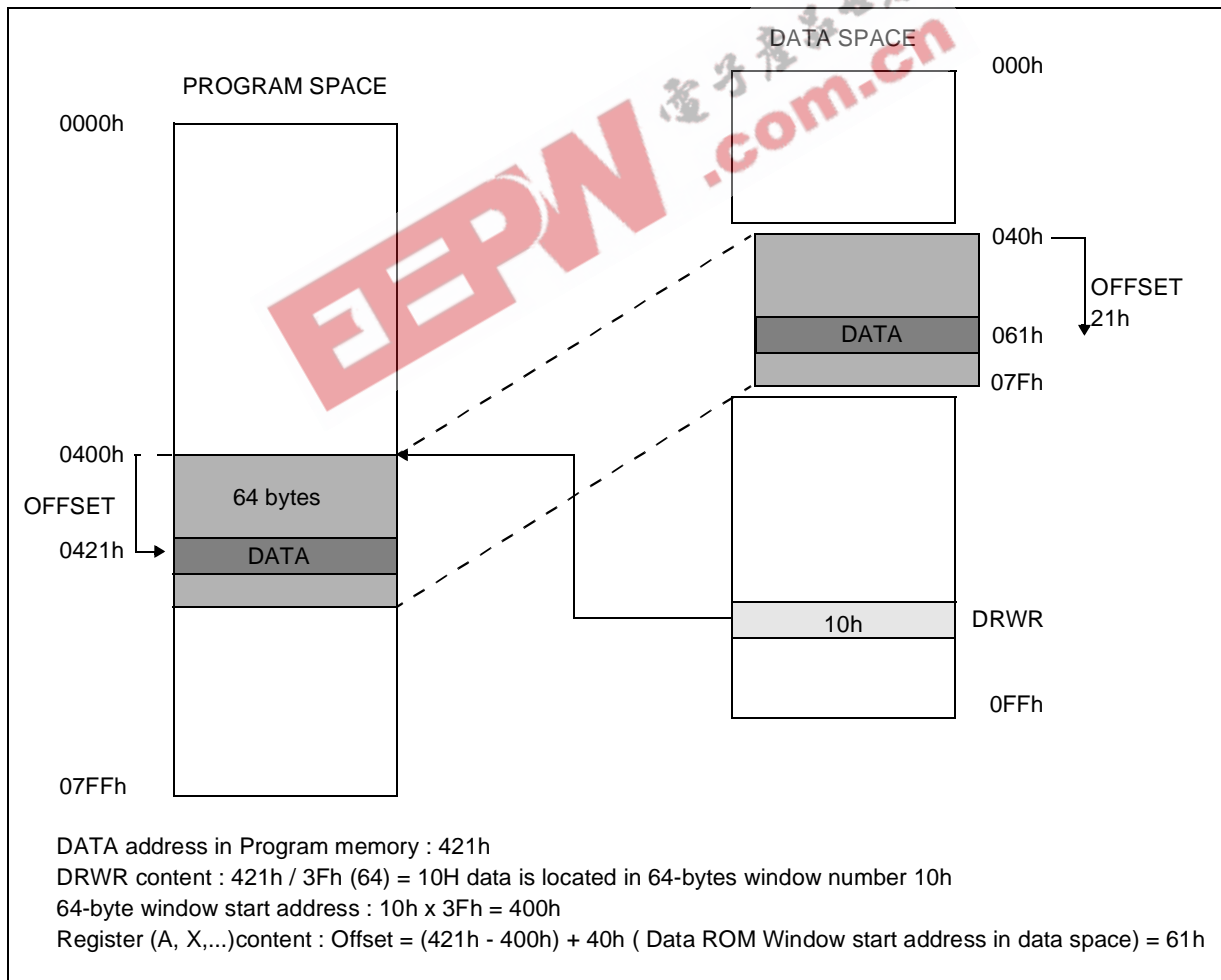 DATA SPACE
000h
PROGRAM SPACE
0000h
EEPW
.com.cn
040h
OFFSET
21h
DATA
061h
07Fh
0400h
64 bytes
OFFSET
0421h
DATA
10h
DRWR
0FFh
07FFh
DATA address in Program memory : 421h
DRWR content : 421h / 3Fh (64) = 10H data is located in 64-bytes window number 10h
64-byte window start address : 10h x 3Fh = 400h
Register (A, X,...)content : Offset = (421h - 400h) + 40h ( Data ROM Window start address in data space) = 61h